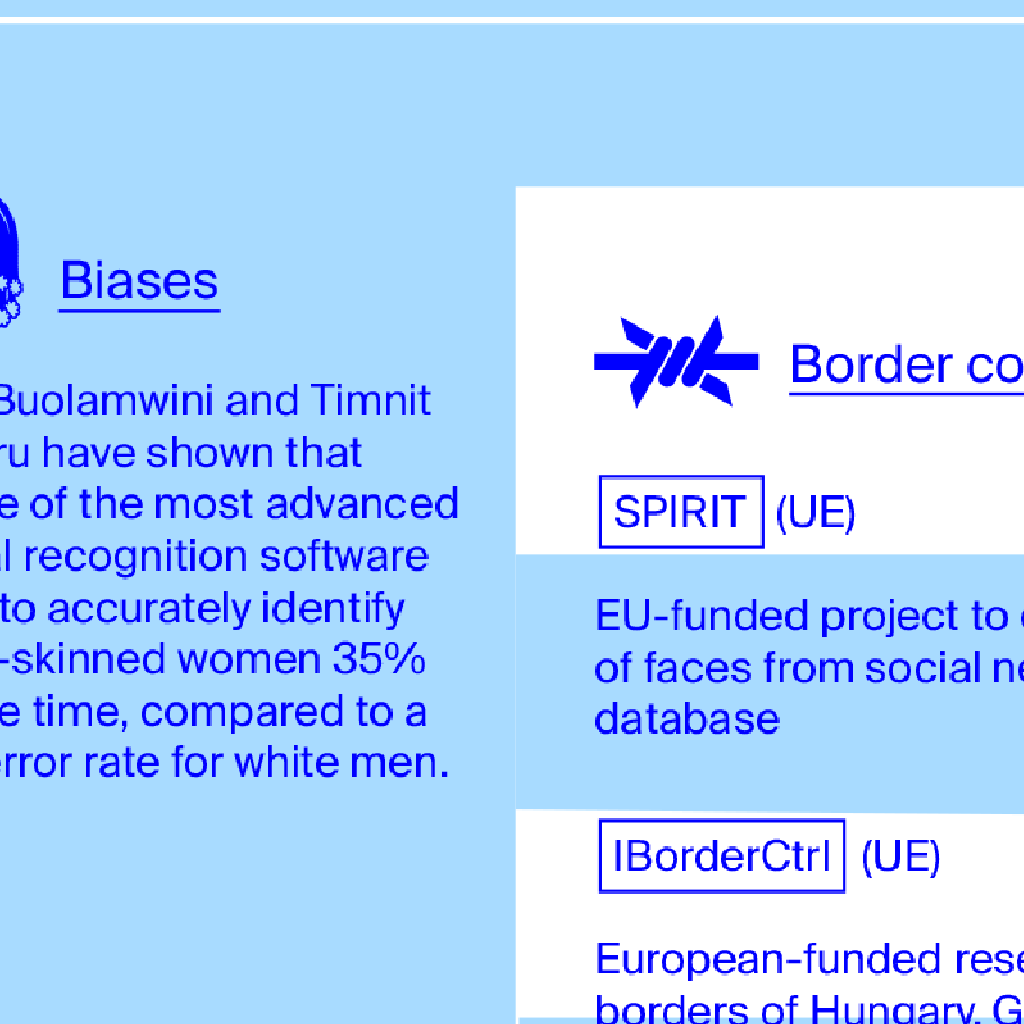 Biases
Buolamwini and Timnit
ru have shown that
e of the most advanced
l recognition software
to accurately identify
-skinned women 35%
e time, compared to a
error rate for white men.
Border co
SPIRIT (UE)
EU-funded project to
of faces from social ne
database
IBorderCtrl (UE)
European-funded rese
borders of Hungary, G